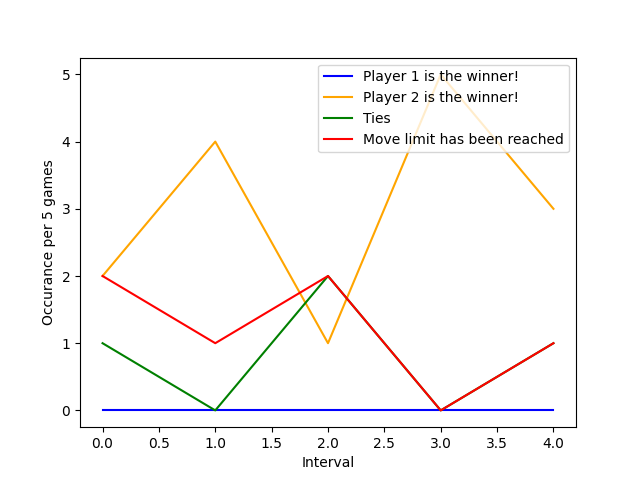 5
4
3
2
1
0
Occurance per 5 games
Player 1 is the winner!
Player 2 is the winner!
Ties
Move limit has been reached
0.0 0.5 1.0 1.5 2.0 2.5 3.0 3.5 4.0
Interval